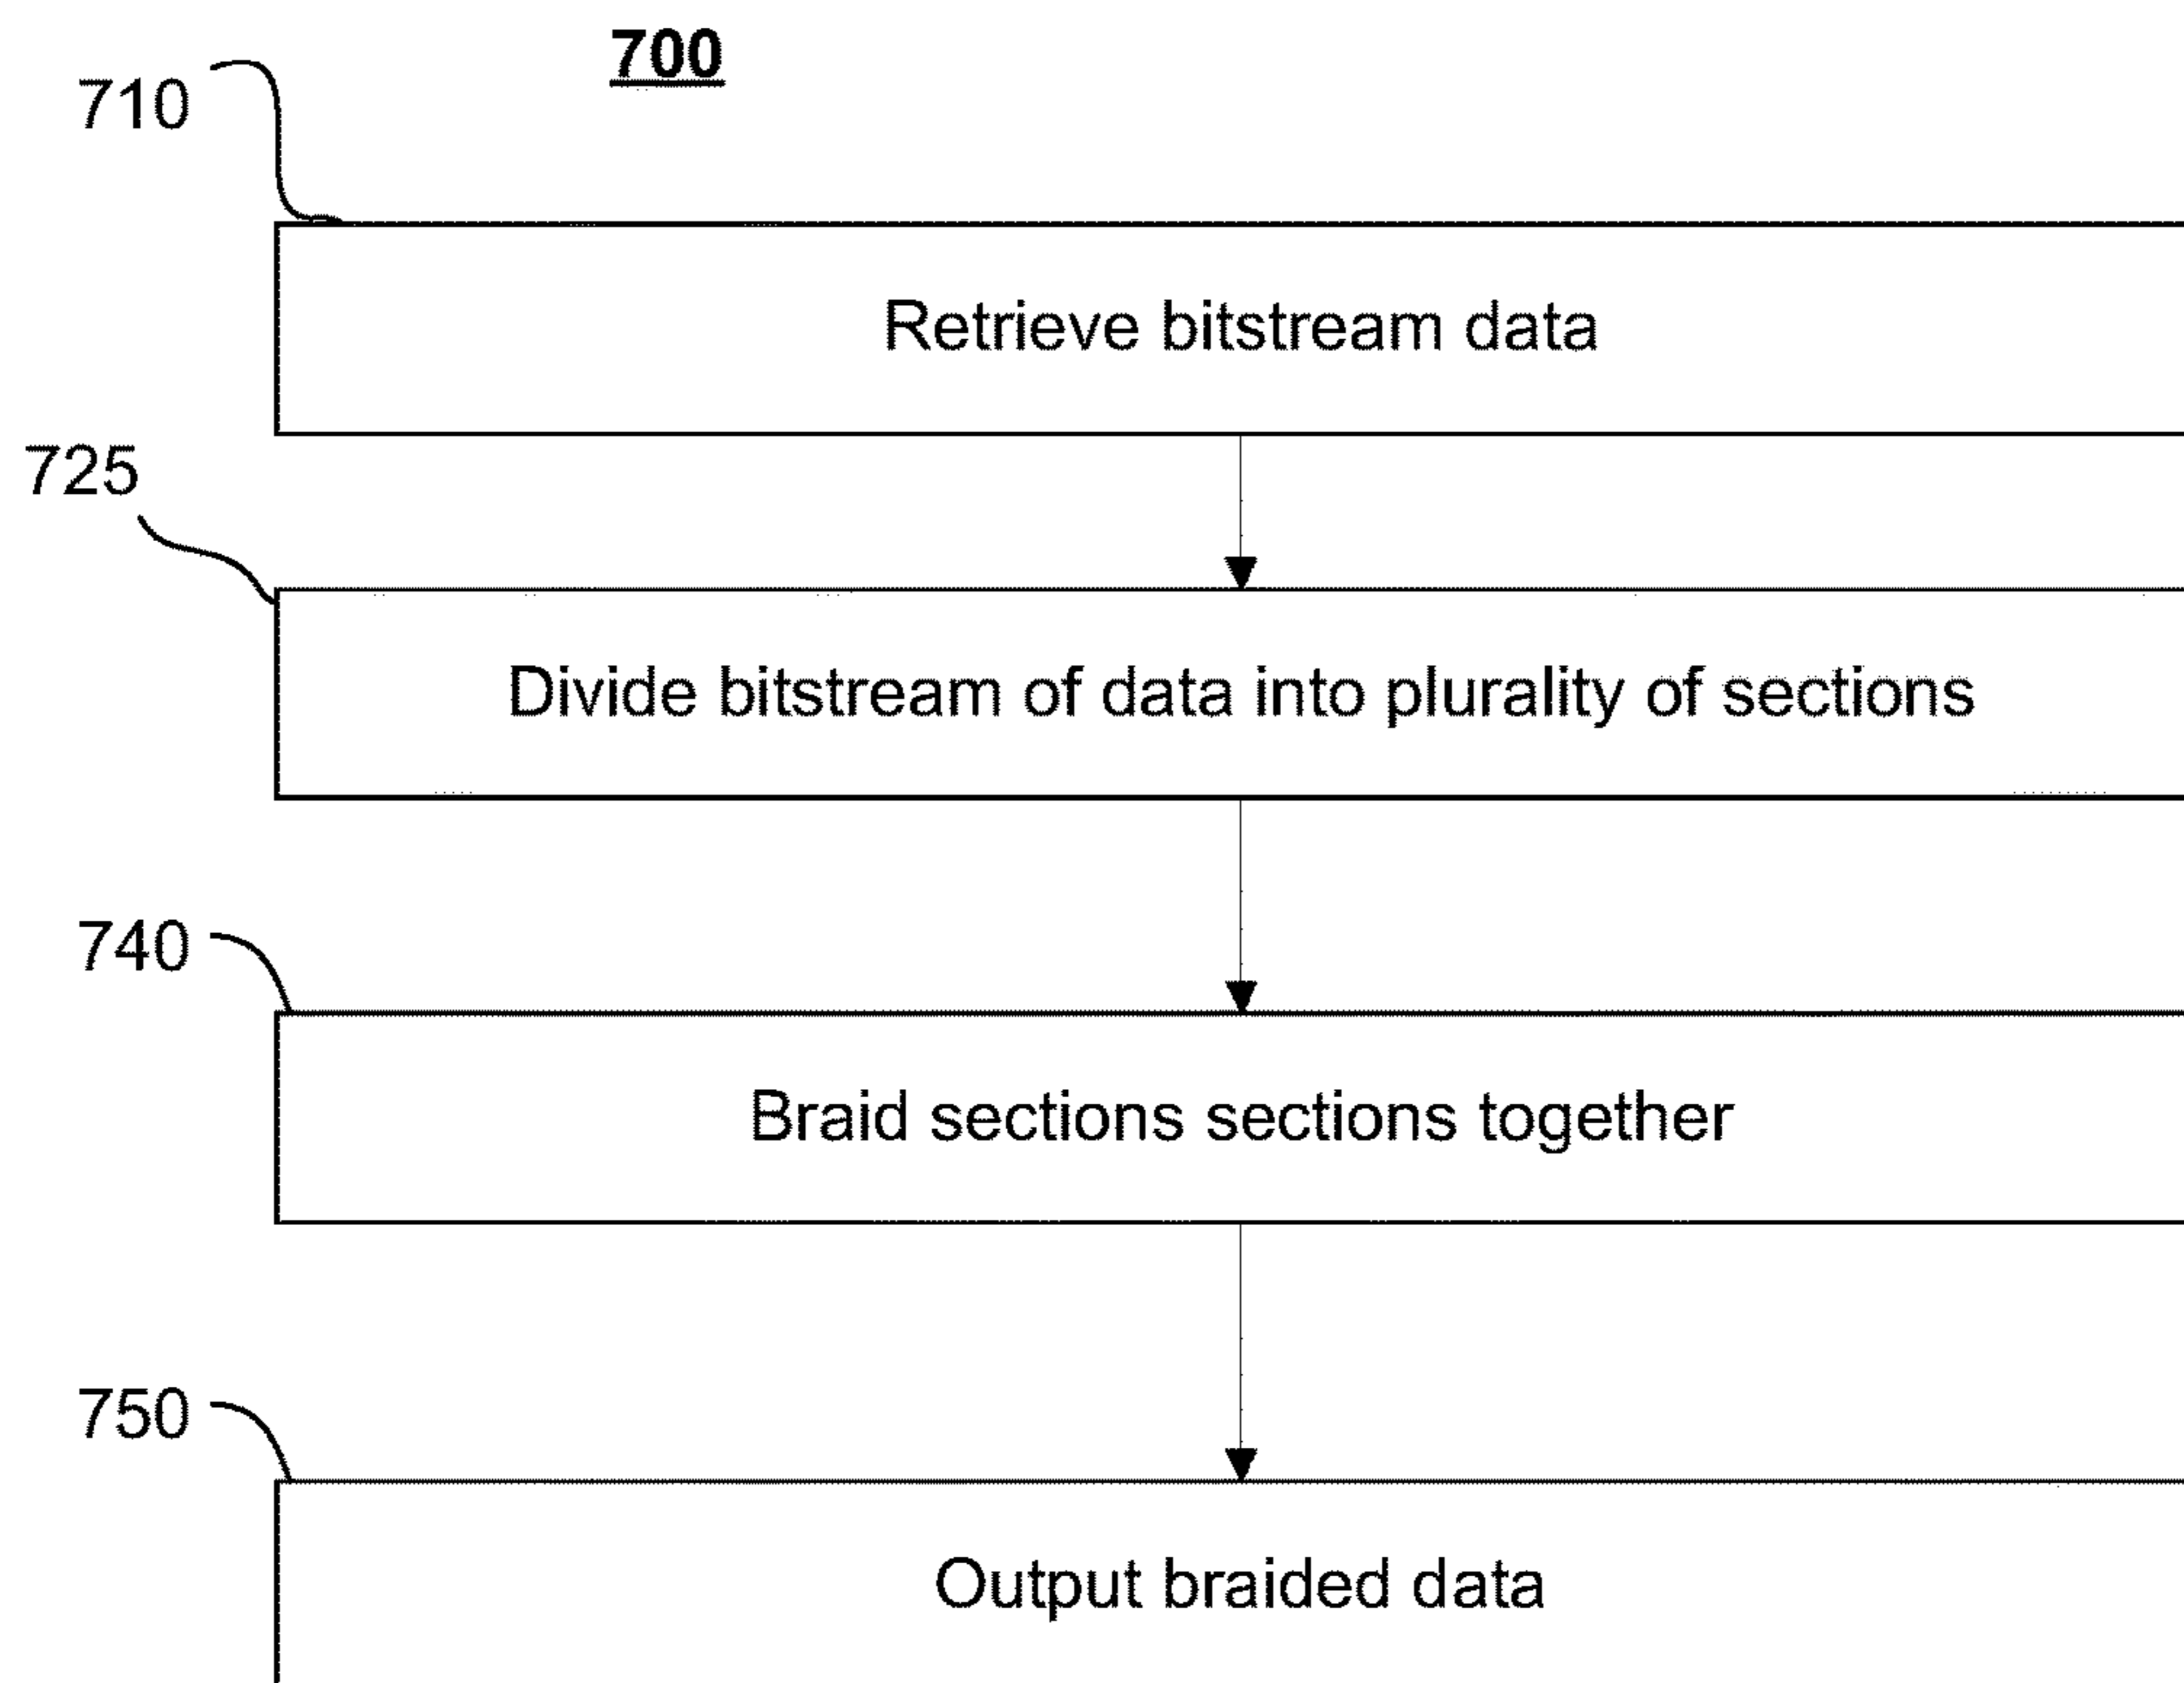 700
710
Retrieve bitstream data
725
Divide bitstream of data into plurality of sections
740
Braid sections sections together
750
Output braided data